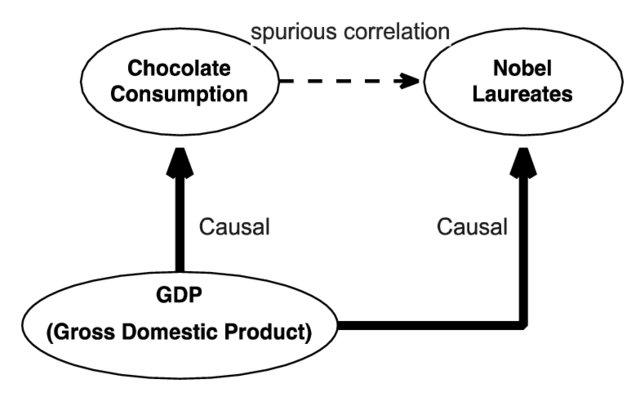 spurious correlation
Chocolate
Consumption
Nobel
Laureates
Causal
Causal
GDP
(Gross Domestic Product)